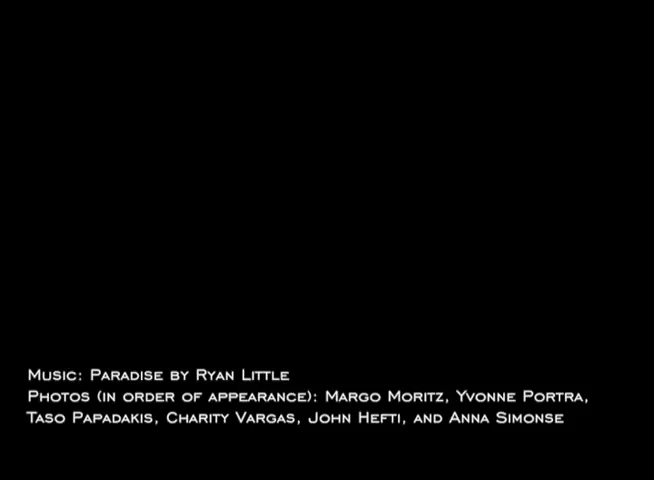 Music: Paradise by Ryan Little
Photos (in order of appearance): Margo Moritz, Yvonne Portra,
Taso Papadakis, Charity Vargas, John Hefti, and Anna Simonse